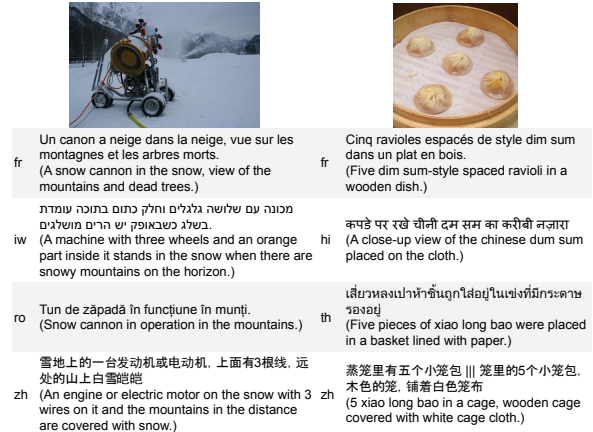 fr
Un canon a neige dans la neige, vue sur les
montagnes et les arbres morts.
(A snow cannon in the snow, view of the
mountains and dead trees.)
fr
Cinq ravioles espacés de style dim sum
dans un plat en bois.
(Five dim sum-style spaced ravioli in a
wooden dish.)
iw
מכונה עם שלושה גלגלים וחלק כתום בתוכה עומדת
בשלג כשבאופק יש הרים מושלגים.
(A machine with three wheels and an orange
part inside it stands in the snow when there are
snowy mountains on the horizon.)
hi
कपडे पर रखे चीनी दम सम का करीबी नज़ारा
(A close-up view of the chinese dum sum
placed on the cloth.)
ro
Tun de zăpadă în funcțiune în munți.
(Snow cannon in operation in the mountains.)
th
เสี่ยวหลงเปาห้าชิ้นถูกใส่อยู่ในเข่งที่มีกระดาษ
รองอยู่
(Five pieces of xiao long bao were placed
in a basket lined with paper.)
zh
雪地上的一台发动机或电动机, 上面有3根线, 远
处的山上白雪皑皑
(An engine or electric motor on the snow with 3
wires on it and the mountains in the distance
are covered with snow.)
zh
蒸笼里有五个小笼包 ||| 笼里的5个小笼包,
木色的笼, 铺着白色笼布
(5 xiao long bao in a cage, wooden cage
covered with white cage cloth.)